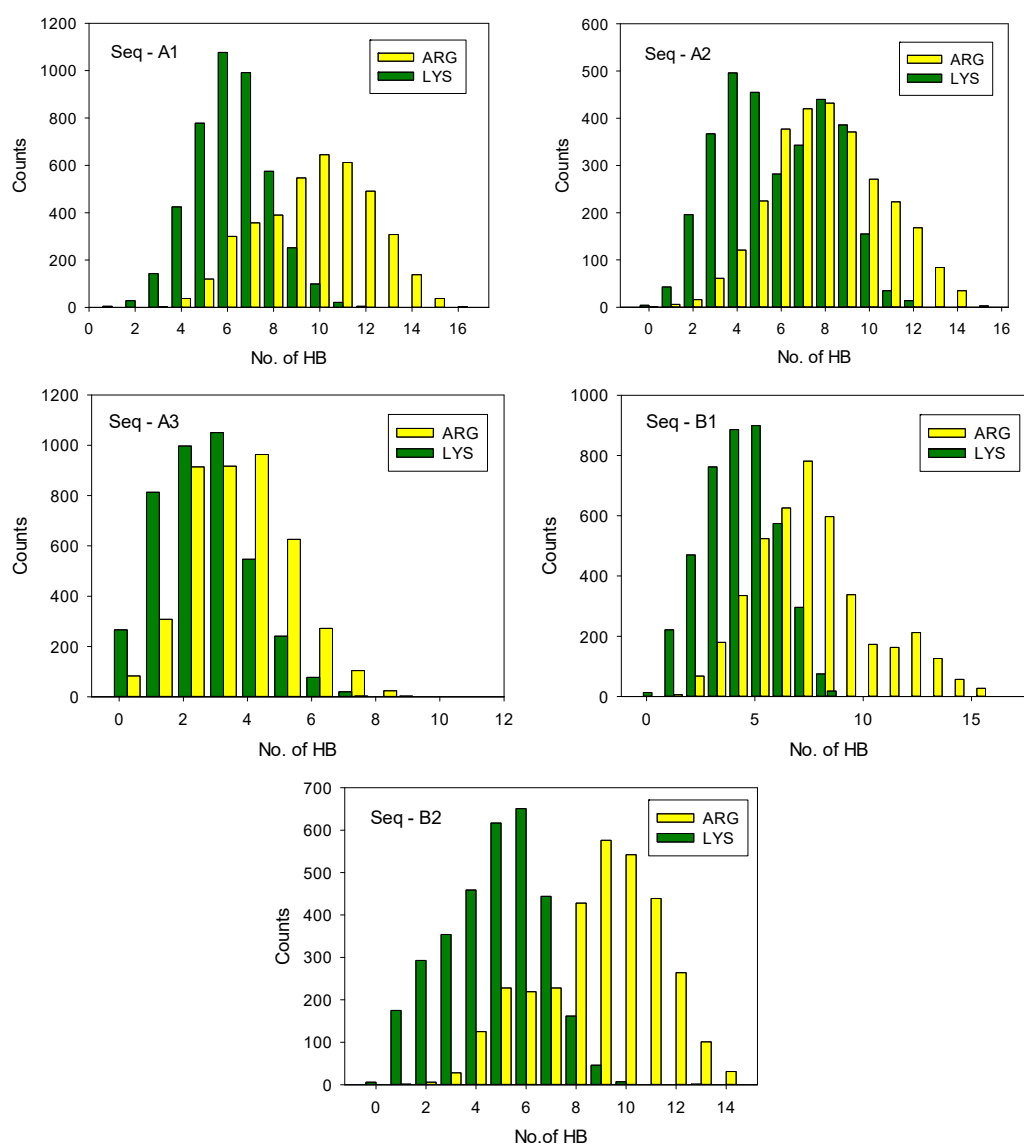 Seq - A1
ARG
LYS
Counts
1200
1000
800
600
400
200
0
0 2 4 6 8 10 12 14 16
No. of HB
Seq - A2
ARG
LYS
Counts
600
500
400
300
200
100
0
0 2 4 6 8 10 12 14 16
No. of HB
Seq - A3
ARG
LYS
Counts
1200
1000
800
600
400
200
0
0 2 4 6 8 10 12
No. of HB
Seq - B1
ARG
LYS
Counts
1000
800
600
400
200
0
0 5 10 15
No. of HB
Seq - B2
ARG
LYS
Counts
700
600
500
400
300
200
100
0
0 2 4 6 8 10 12 14
No.of HB